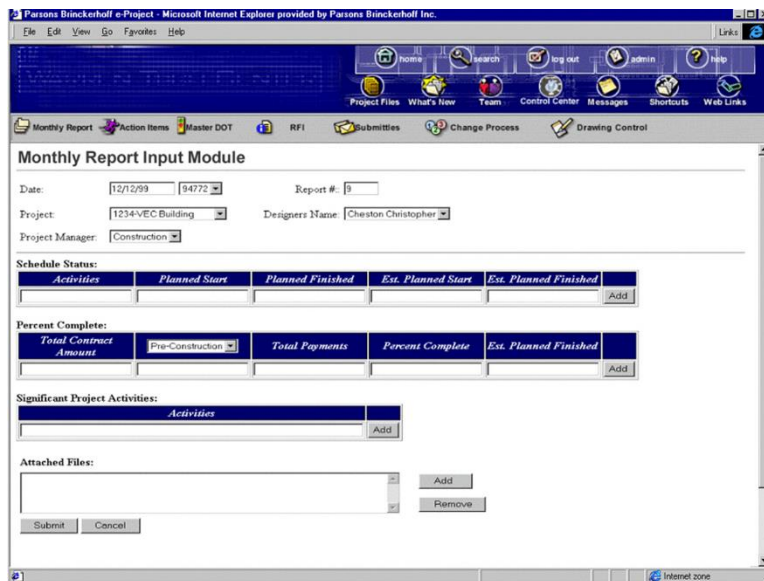 Parsons Brinckerhoff e-Project - Microsoft Internet Explorer provided by Parsons Brinckerhoff Inc.
File Edit View Go Favorites Help Links
home search log out admin help
Project Files What's New Team Control Center Messages Shortcuts Web Links
Monthly Report Action Items Master DOT RFI Submittles Change Process Drawing Control
Monthly Report Input Module
Date: 12/12/99 94772 Report #: 9
Project: 1234-VEC Building Designers Name: Cheston Christopher
Project Manager: Construction
Schedule Status:
Activities Planned Start Planned Finished Est. Planned Start Est. Planned Finished
Add
Percent Complete:
Total Contract Amount Pre-Construction Total Payments Percent Complete Est. Planned Finished
Add
Significant Project Activities:
Activities
Add
Attached Files:
Add
Remove
Submit Cancel
Internet zone